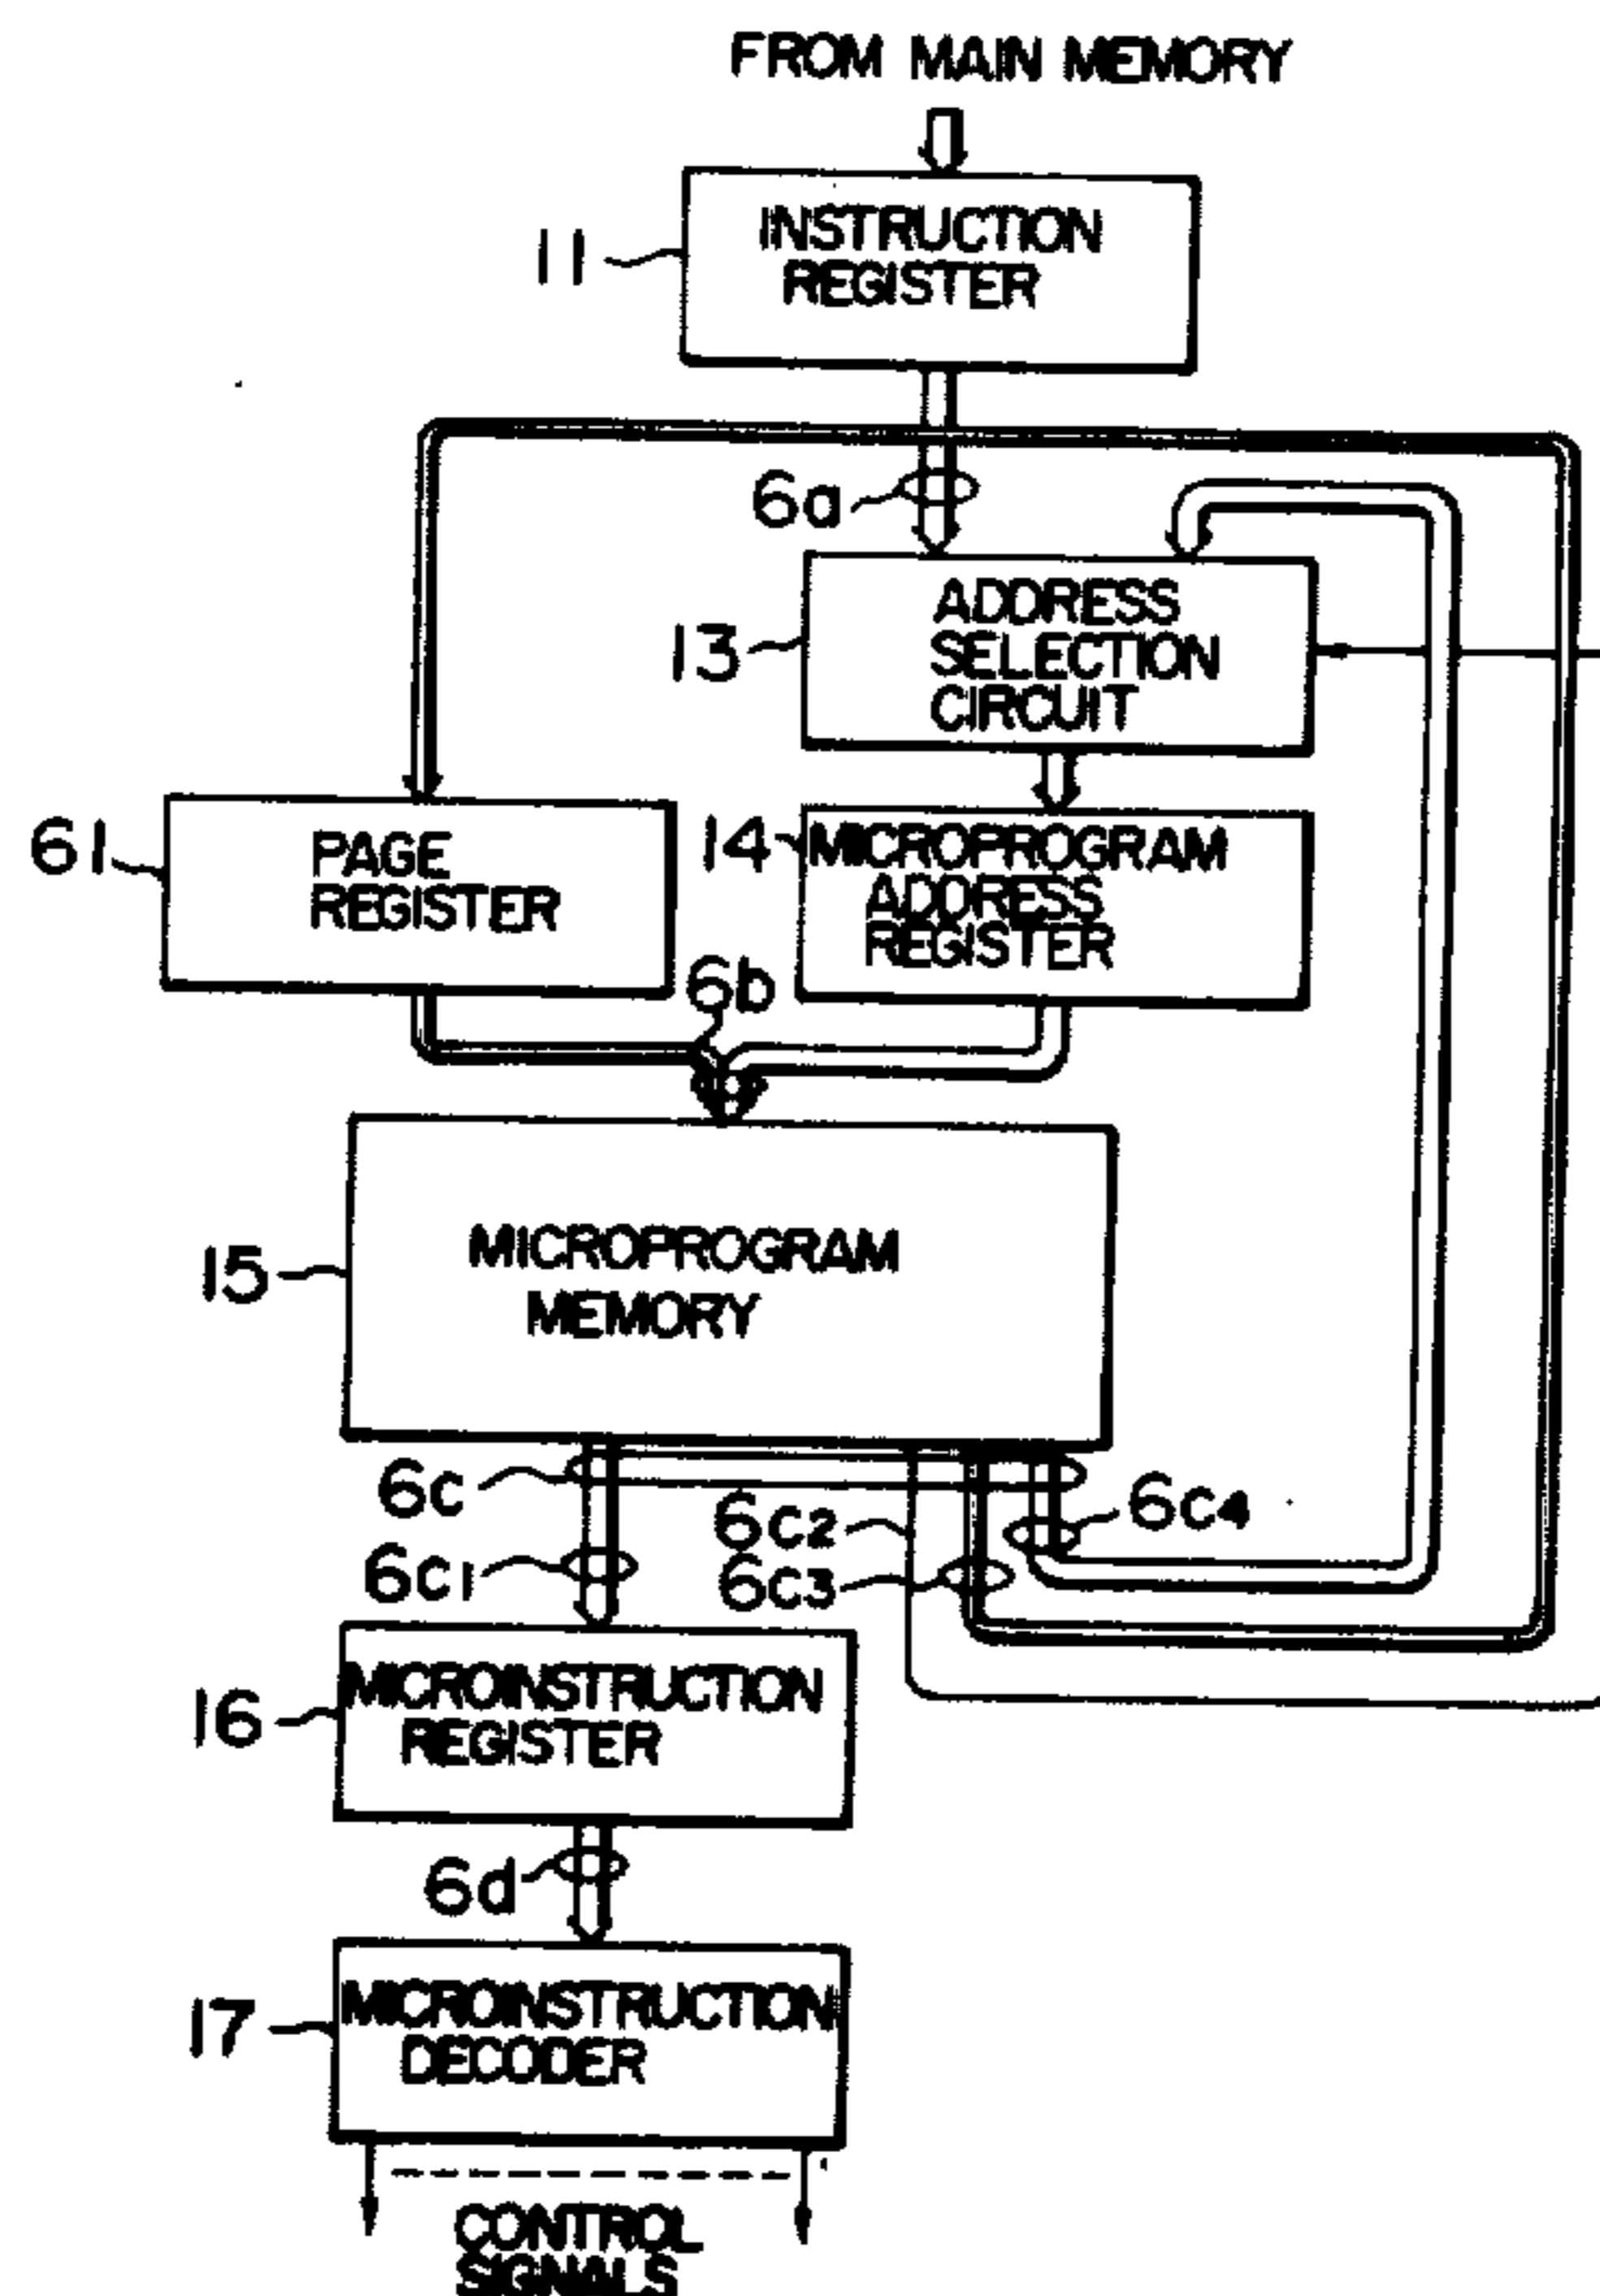 FROM MAIN MEMORY
11
INSTRUCTION
REGISTER
6a
13
ADDRESS
SELECTION
CIRCUIT
61
PAGE
REGISTER
14
MICROPROGRAM
ADDRESS
REGISTER
6b
15
MICROPROGRAM
MEMORY
6c
6c2
6c4
6c1
6c3
16
MICROINSTRUCTION
REGISTER
6d
17
MICROINSTRUCTION
DECODER
CONTROL
SIGNALS